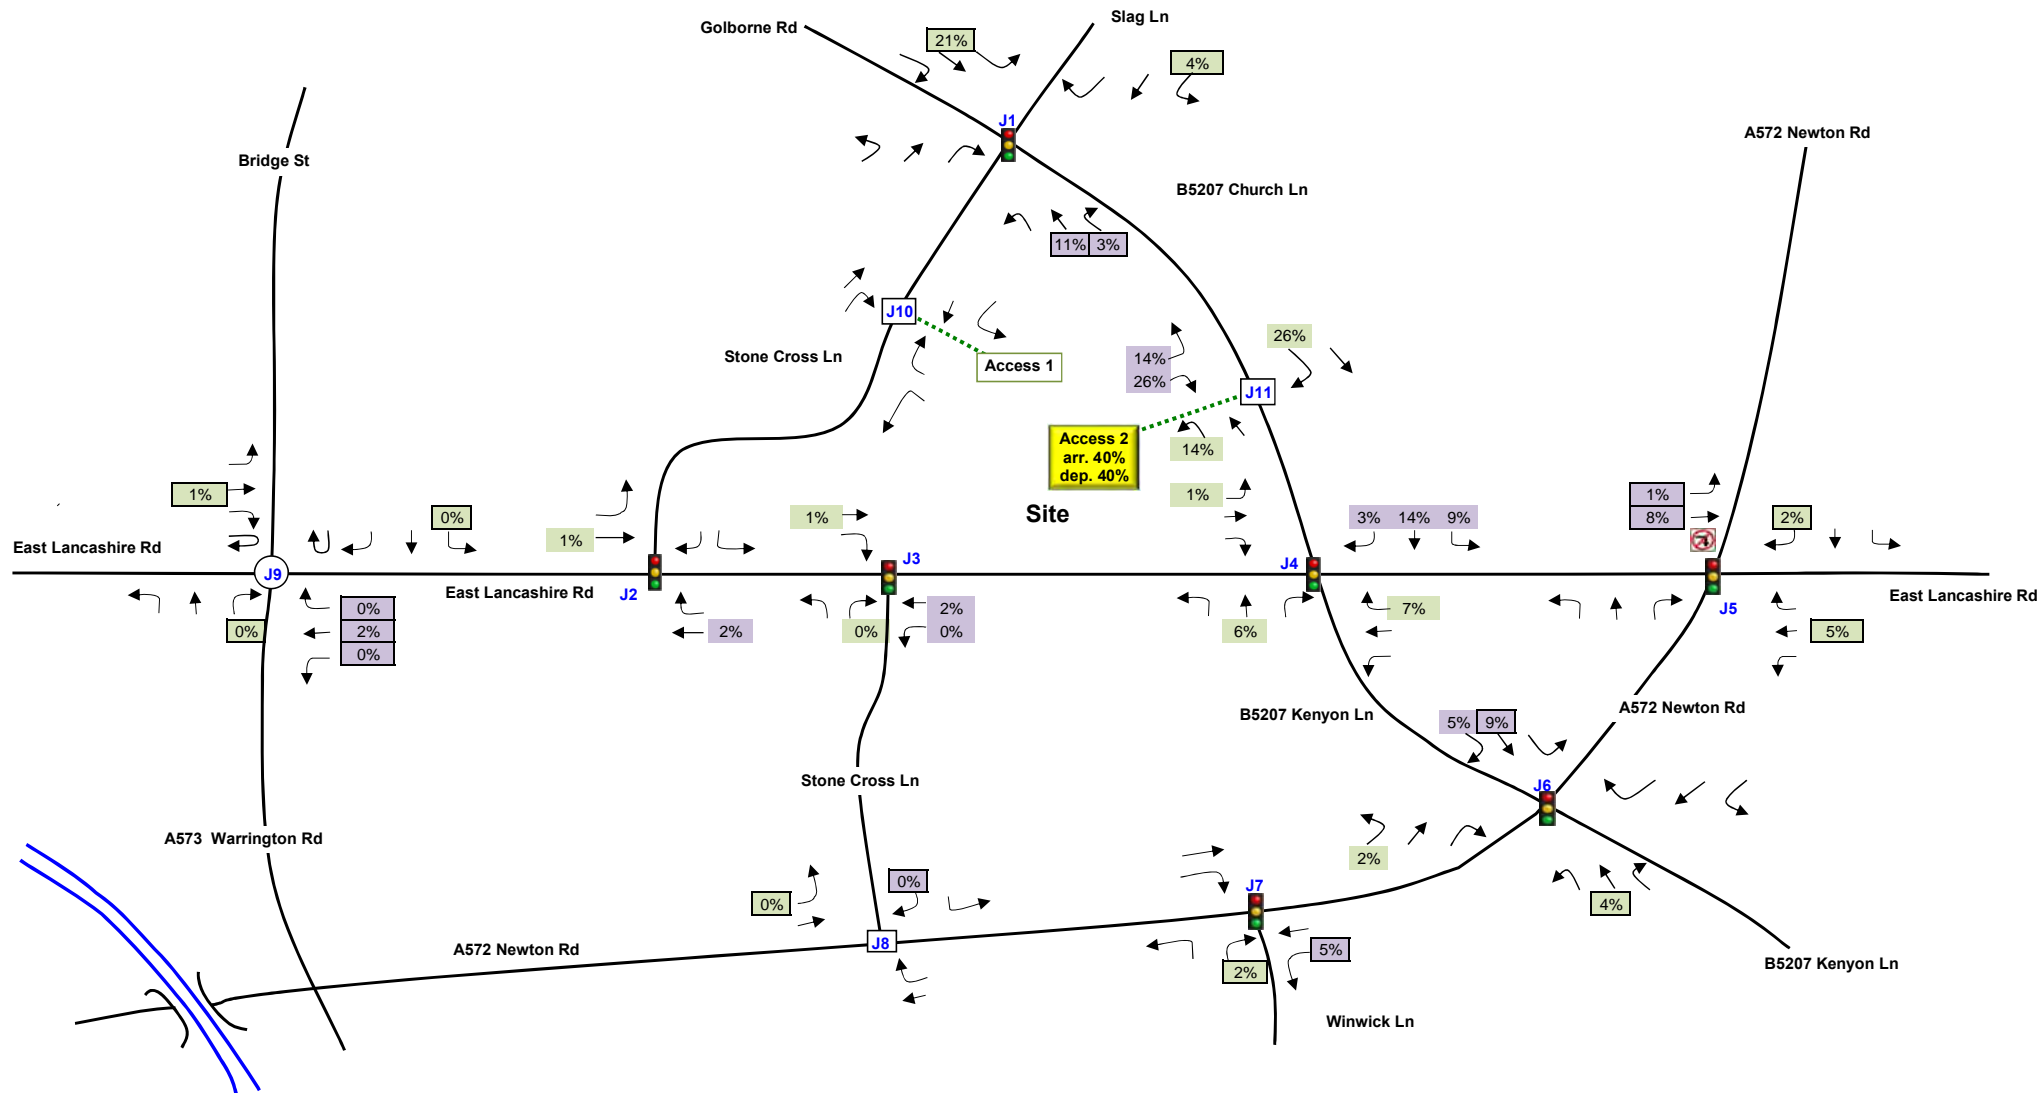 Slag Ln
Golborne Rd
21%
4%
J1
A572 Newton Rd
Bridge St
B5207 Church Ln
11% 3%
J10
Stone Cross Ln
Access 1
26%
14%
26%
J11
Access 2
arr. 40%
dep. 40%
14%
1%
1%
1%
8%
Site
0%
1%
1%
3% 14% 9%
2%
East Lancashire Rd
J9
J3
J4
East Lancashire Rd
J2
J5
East Lancashire Rd
0%
0%
2%
0%
2%
0%
2%
0%
6%
7%
5%
A572 Newton Rd
B5207 Kenyon Ln
5% 9%
Stone Cross Ln
J6
A573 Warrington Rd
2%
0%
0%
J7
4%
J8
A572 Newton Rd
5%
2%
B5207 Kenyon Ln
Winwick Ln